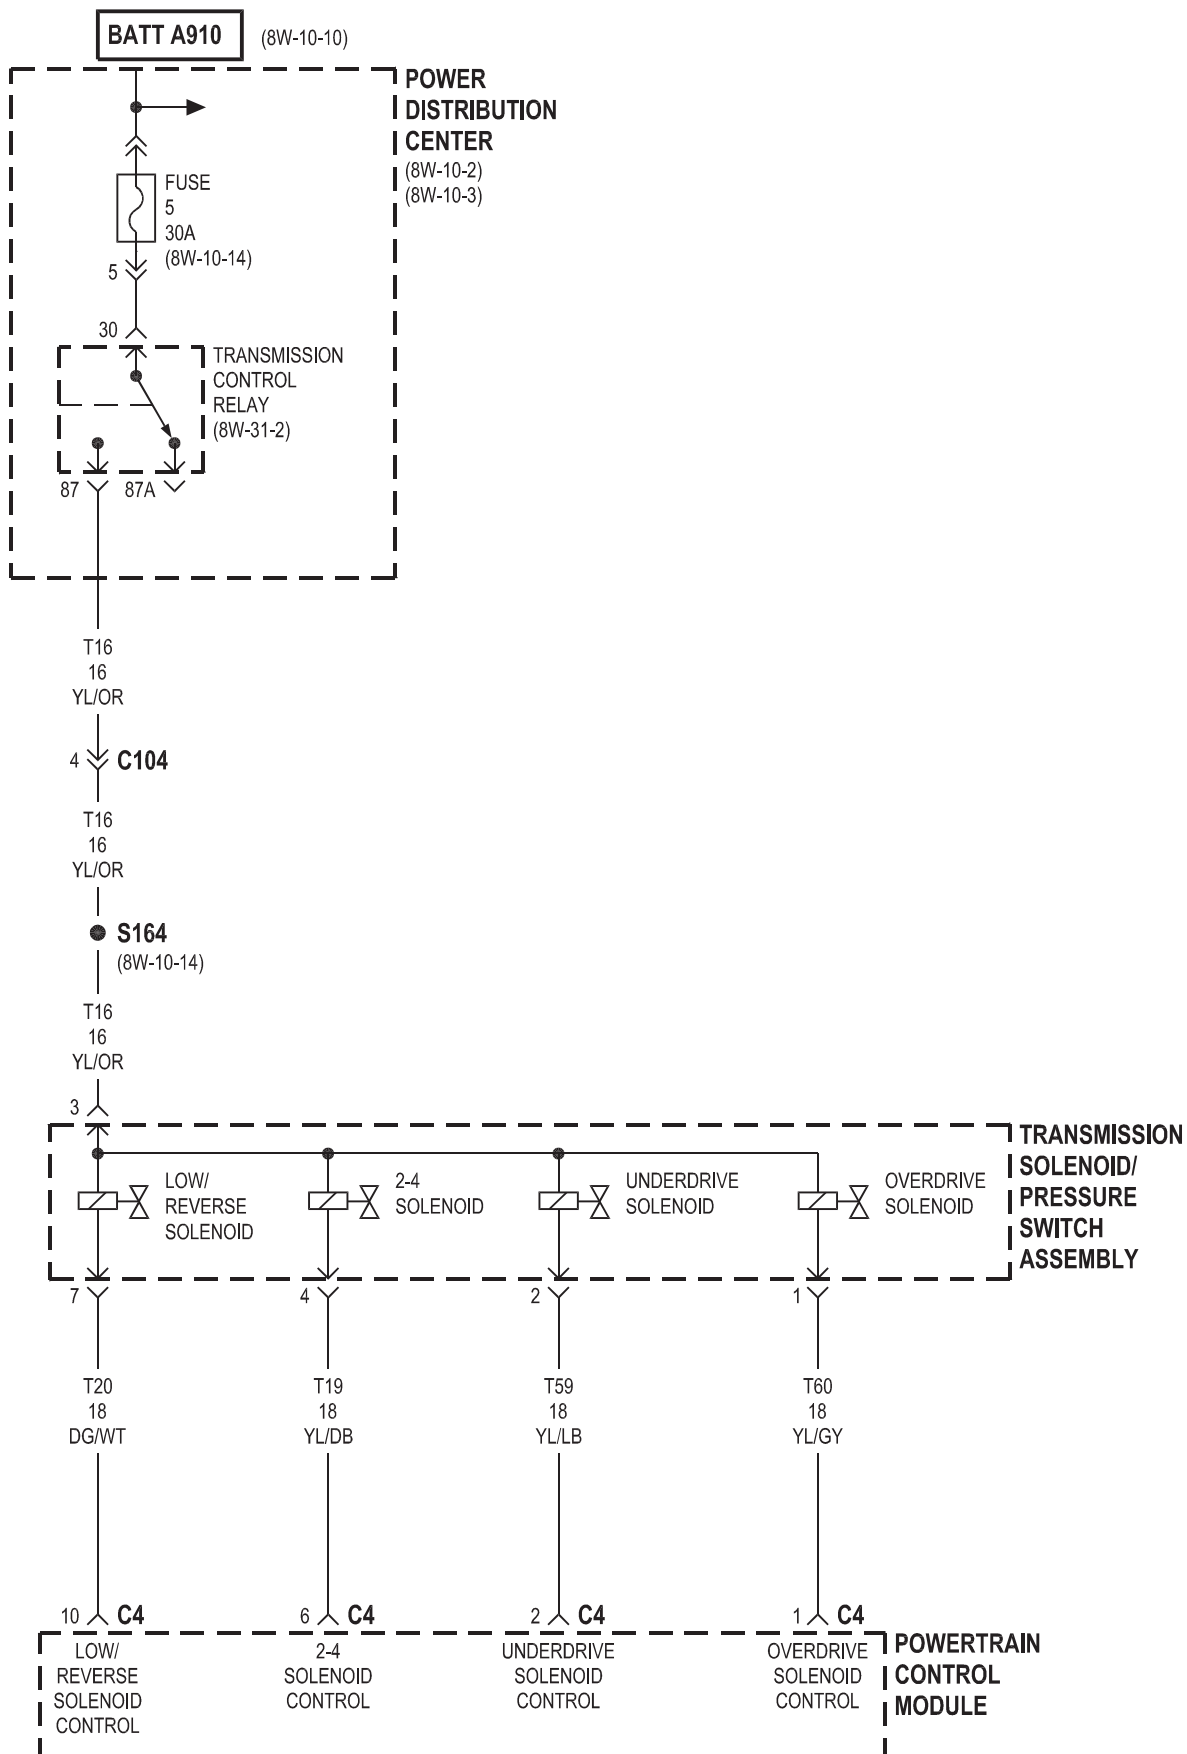 BATT A910 (8W-10-10)
POWER
DISTRIBUTION
CENTER
(8W-10-2)
(8W-10-3)
FUSE
5
30A
(8W-10-14)
5
30
TRANSMISSION
CONTROL
RELAY
(8W-31-2)
87 87A
T16
16
YL/OR
4 C104
T16
16
YL/OR
S164
(8W-10-14)
T16
16
YL/OR
3
TRANSMISSION
SOLENOID/
PRESSURE
SWITCH
ASSEMBLY
LOW/
REVERSE
SOLENOID
2-4
SOLENOID
UNDERDRIVE
SOLENOID
OVERDRIVE
SOLENOID
7 4 2 1
T20 T19 T59 T60
18 18 18 18
DG/WT YL/DB YL/LB YL/GY
10 C4 6 C4 2 C4 1 C4
LOW/
REVERSE
SOLENOID
CONTROL
2-4
SOLENOID
CONTROL
UNDERDRIVE
SOLENOID
CONTROL
OVERDRIVE
SOLENOID
CONTROL
POWERTRAIN
CONTROL
MODULE